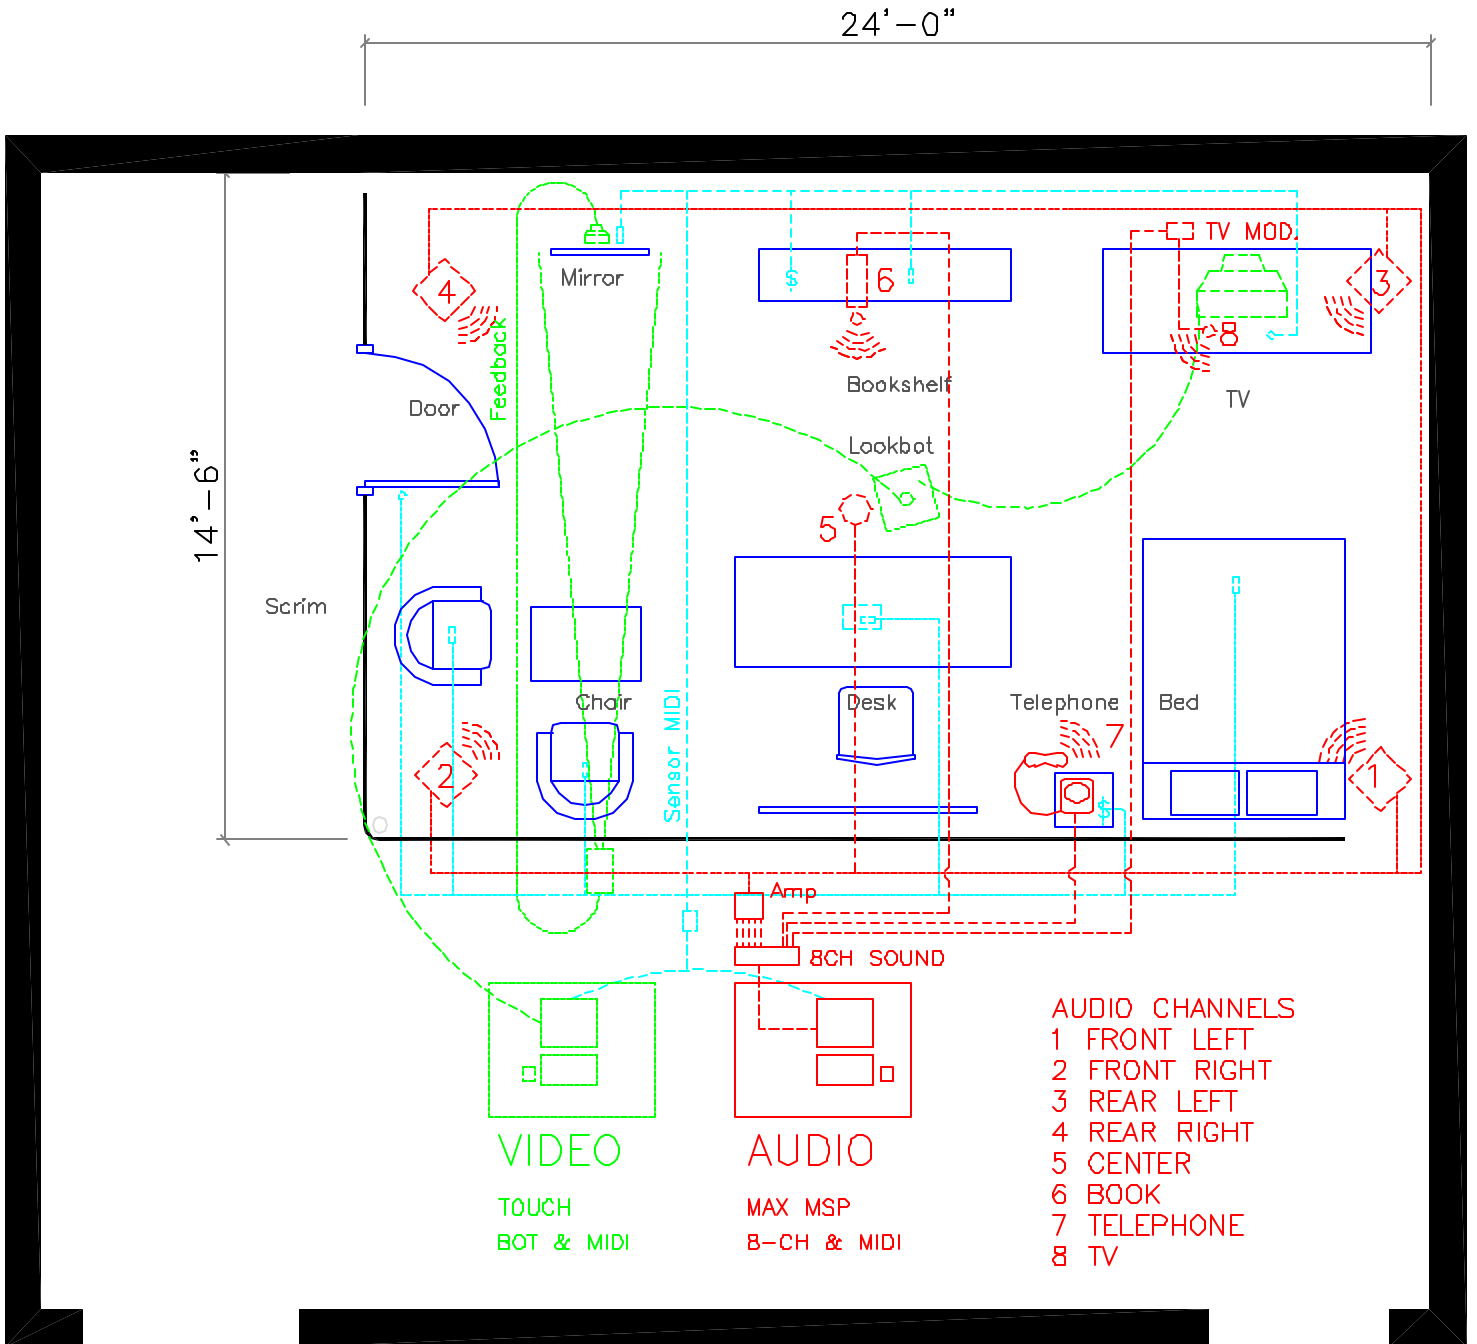 24'-0"
TV MOD.
4
Mirror
6
3
8
Feedback
Bookshelf
Door
TV
Lookbot
14'-6"
5
Scrim
Sensor MIDI
Chair
Desk
Telephone
Bed
7
2
1
$
$
Amp
8CH SOUND
VIDEO
TOUCH
BOT & MIDI
AUDIO
MAX MSP
8-CH & MIDI
AUDIO CHANNELS
1 FRONT LEFT
2 FRONT RIGHT
3 REAR LEFT
4 REAR RIGHT
5 CENTER
6 BOOK
7 TELEPHONE
8 TV